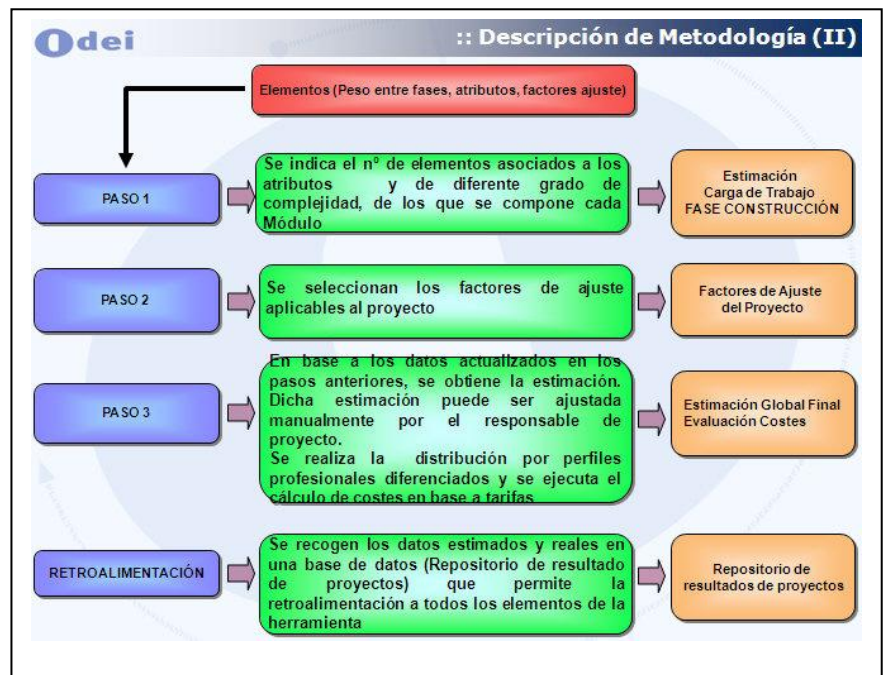 Odei
:: Descripción de Metodología (II)
Elementos (Peso entre fases, atributos, factores ajuste)
PASO 1
Se indica el nº de elementos asociados a los
atributos y de diferente grado de
complejidad, de los que se compone cada
Módulo
Estimación
Carga de Trabajo
FASE CONSTRUCCIÓN
PASO 2
Se seleccionan los factores de ajuste
aplicables al proyecto
Factores de Ajuste
del Proyecto
PASO 3
En base a los datos actualizados en los
pasos anteriores, se obtiene la estimación.
Dicha estimación puede ser ajustada
manualmente por el responsable de
proyecto.
Se realiza la distribución por perfiles
profesionales diferenciados y se ejecuta el
cálculo de costes en base a tarifas
Estimación Global Final
Evaluación Costes
RETROALIMENTACIÓN
Se recogen los datos estimados y reales en
una base de datos (Repositorio de resultado
de proyectos) que permite la
retroalimentación a todos los elementos de la
herramienta
Repositorio de
resultados de proyectos